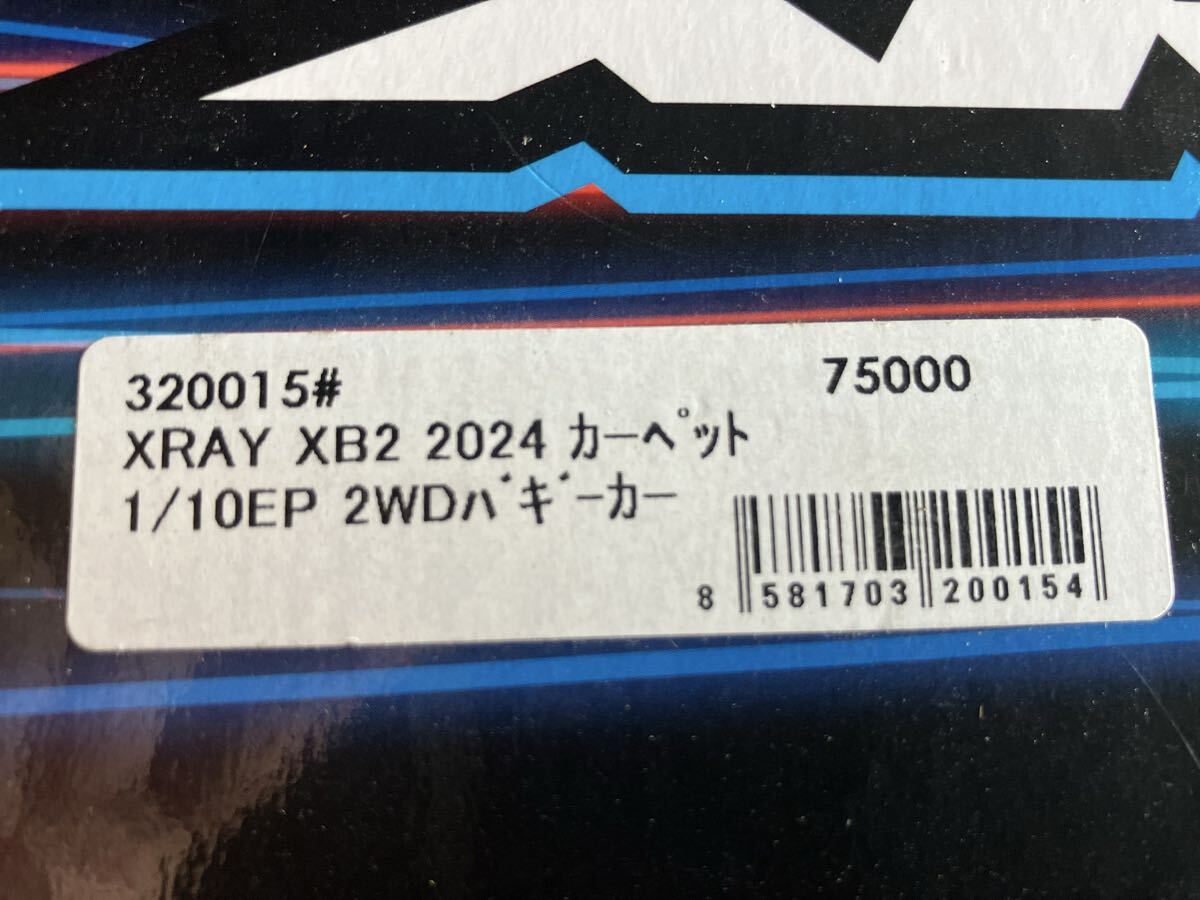 320015# 75000
XRAY XB2 2024 ｶｰﾍﾟｯﾄ
1/10EP 2WDﾊﾞｷﾞｰｶｰ
8 581703 200154